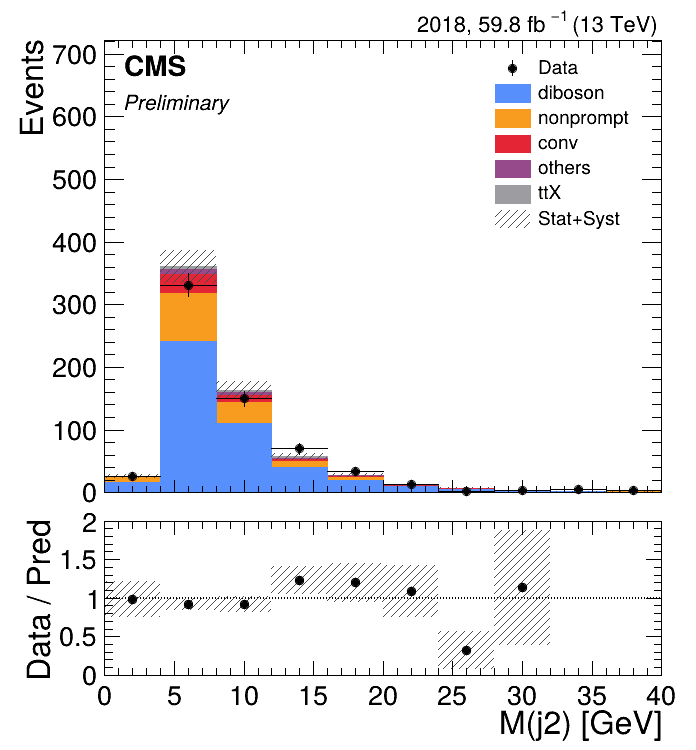 2018, 59.8 fb⁻¹ (13 TeV)
CMS
Preliminary
Events
700
600
500
400
300
200
100
0
Data
diboson
nonprompt
conv
others
ttX
Stat+Syst
Data / Pred
2
1.5
1
0.5
0
0 5 10 15 20 25 30 35 40
M(j2) [GeV]